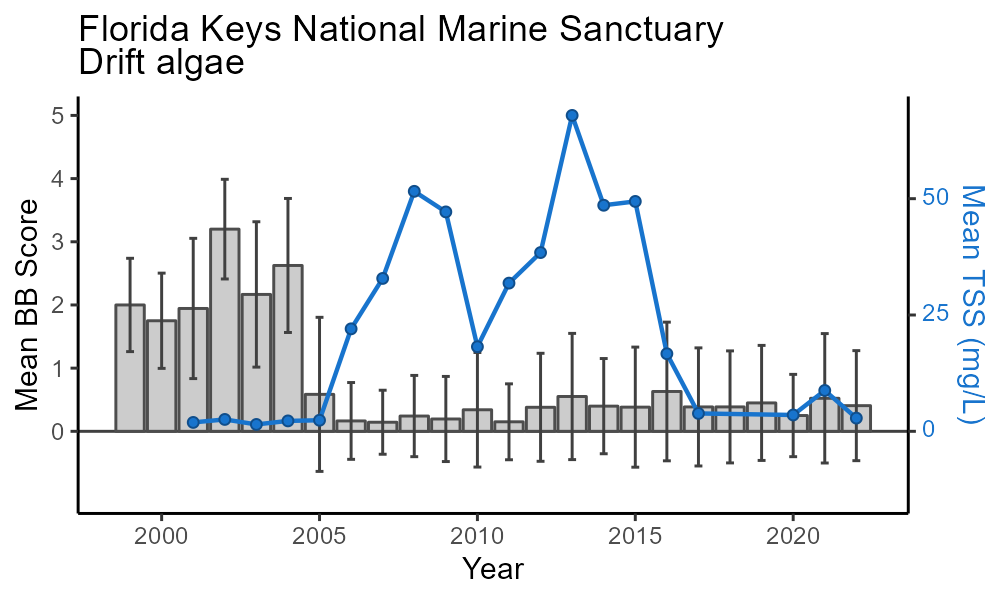 Florida Keys National Marine Sanctuary
Drift algae
Mean BB Score
5
4
3
2
1
0
50
25
0
Mean TSS (mg/L)
2000
2005
2010
2015
2020
Year